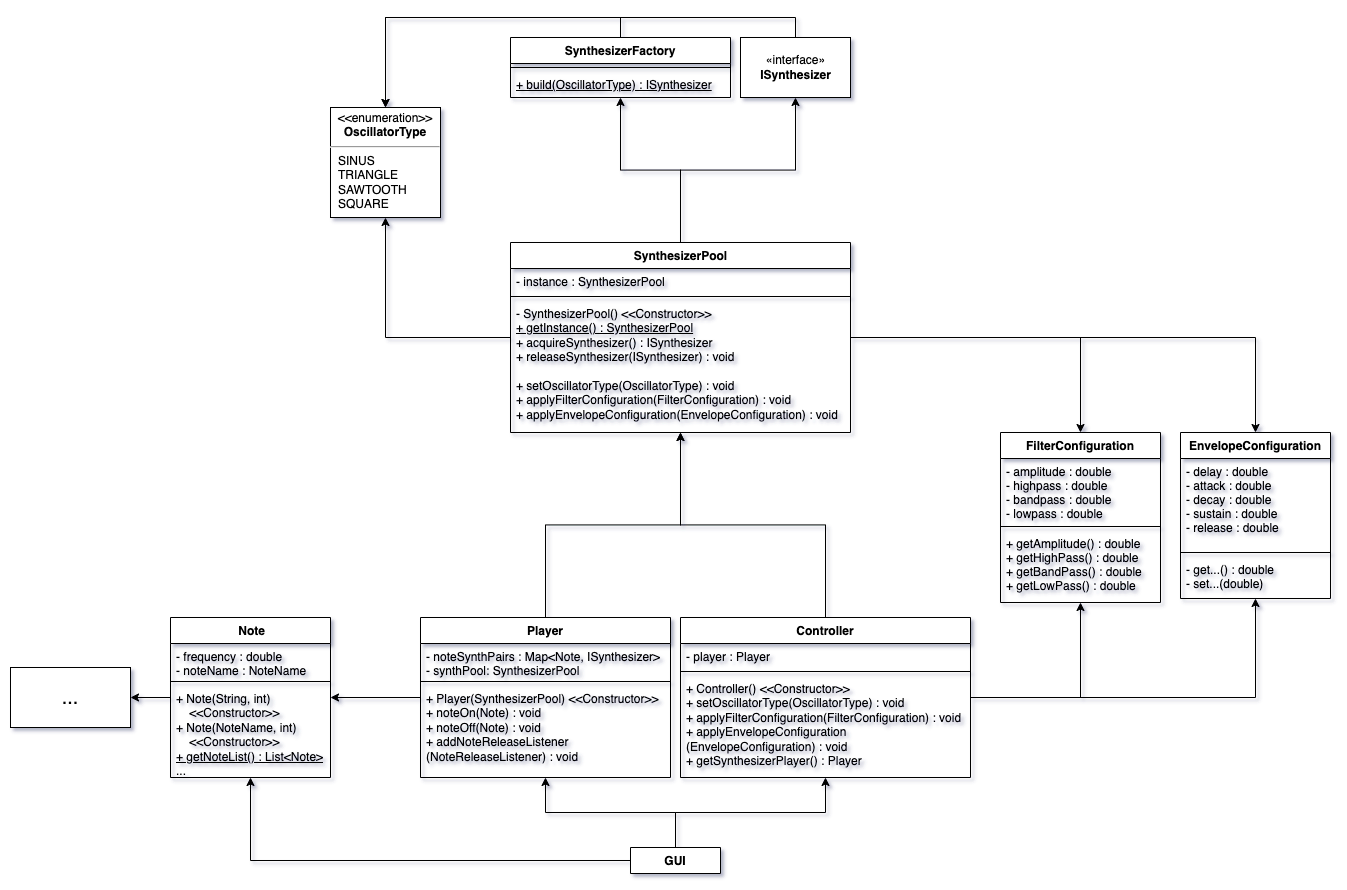 SynthesizerFactory
+ build(OscillatorType) : ISynthesizer
«interface»
ISynthesizer
<<enumeration>>
OscillatorType
SINUS
TRIANGLE
SAWTOOTH
SQUARE
SynthesizerPool
- instance : SynthesizerPool
- SynthesizerPool() <<Constructor>>
+ getInstance() : SynthesizerPool
+ acquireSynthesizer() : ISynthesizer
+ releaseSynthesizer(ISynthesizer) : void
+ setOscillatorType(OscillatorType) : void
+ applyFilterConfiguration(FilterConfiguration) : void
+ applyEnvelopeConfiguration(EnvelopeConfiguration) : void
FilterConfiguration
- amplitude : double
- highpass : double
- bandpass : double
- lowpass : double
+ getAmplitude() : double
+ getHighPass() : double
+ getBandPass() : double
+ getLowPass() : double
EnvelopeConfiguration
- delay : double
- attack : double
- decay : double
- sustain : double
- release : double
- get...() : double
- set...(double)
...
Note
- frequency : double
- noteName : NoteName
+ Note(String, int)
<<Constructor>>
+ Note(NoteName, int)
<<Constructor>>
+ getNoteList() : List<Note>
...
Player
- noteSynthPairs : Map<Note, ISynthesizer>
- synthPool: SynthesizerPool
+ Player(SynthesizerPool) <<Constructor>>
+ noteOn(Note) : void
+ noteOff(Note) : void
+ addNoteReleaseListener
(NoteReleaseListener) : void
Controller
- player : Player
+ Controller() <<Constructor>>
+ setOscillatorType(OscillatorType) : void
+ applyFilterConfiguration(FilterConfiguration) : void
+ applyEnvelopeConfiguration
(EnvelopeConfiguration) : void
+ getSynthesizerPlayer() : Player
GUI